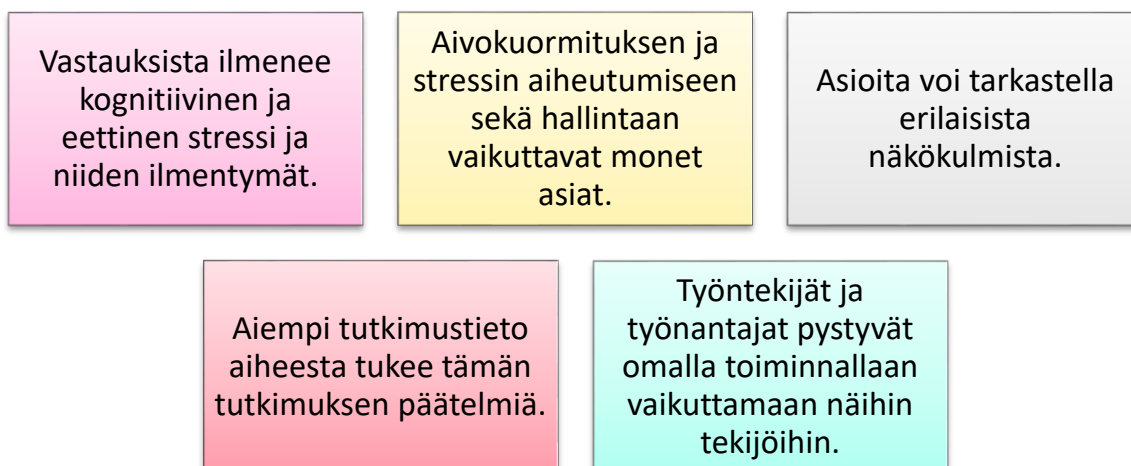 Vastauksista ilmenee
kognitiivinen ja
eettinen stressi ja
niiden ilmentymät.
Aivokuormituksen ja
stressin aiheutumiseen
sekä hallintaan
vaikuttavat monet
asiat.
Asioita voi tarkastella
erilaisista
näkökulmista.
Aiempi tutkimustieto
aiheesta tukee tämän
tutkimuksen päätelmiä.
Työntekijät ja
työnantajat pystyvät
omalla toiminnallaan
vaikuttamaan näihin
tekijöihin.